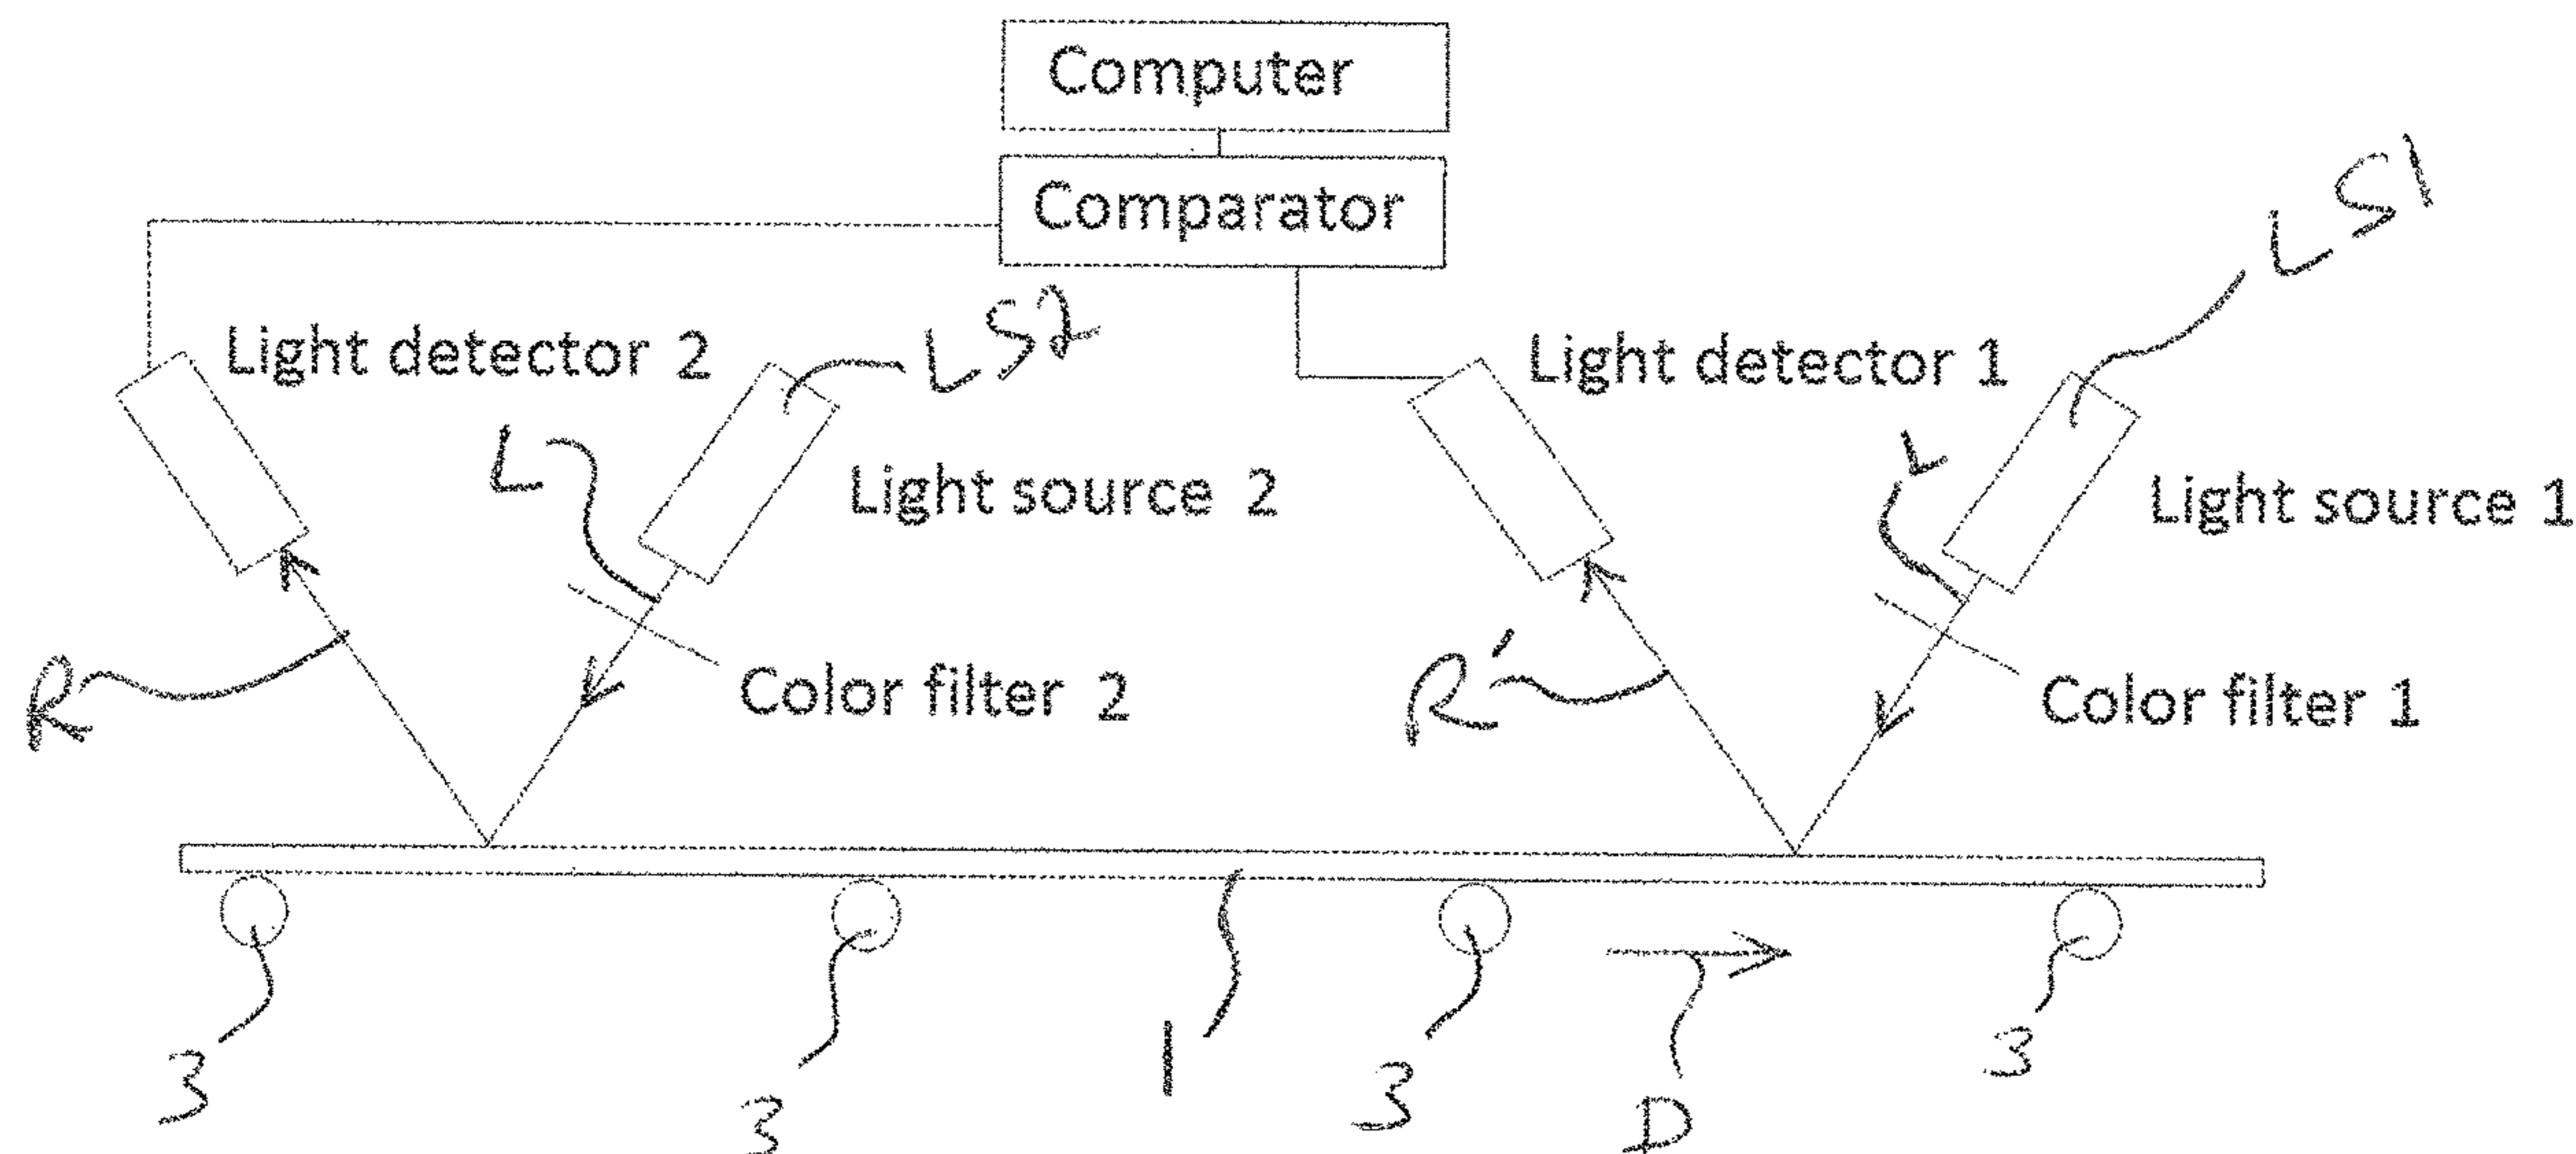 Computer
Comparator
LS1
LS2
Light detector 2
Light detector 1
L
L
Light source 2
Light source 1
R
Color filter 2
R'
Color filter 1
3
3
1
3
D
3